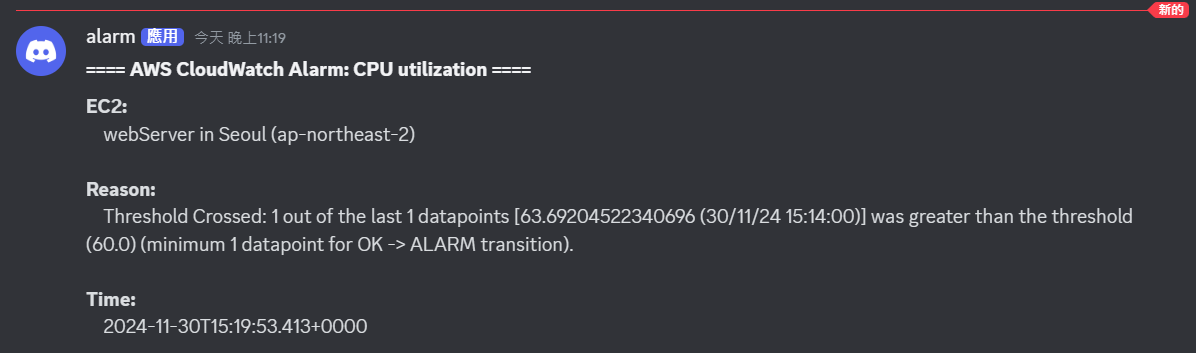 新的
alarm 應用 今天 晚上11:19
==== AWS CloudWatch Alarm: CPU utilization ====
EC2:
webServer in Seoul (ap-northeast-2)
Reason:
Threshold Crossed: 1 out of the last 1 datapoints [63.69204522340696 (30/11/24 15:14:00)] was greater than the threshold
(60.0) (minimum 1 datapoint for OK -> ALARM transition).
Time:
2024-11-30T15:19:53.413+0000